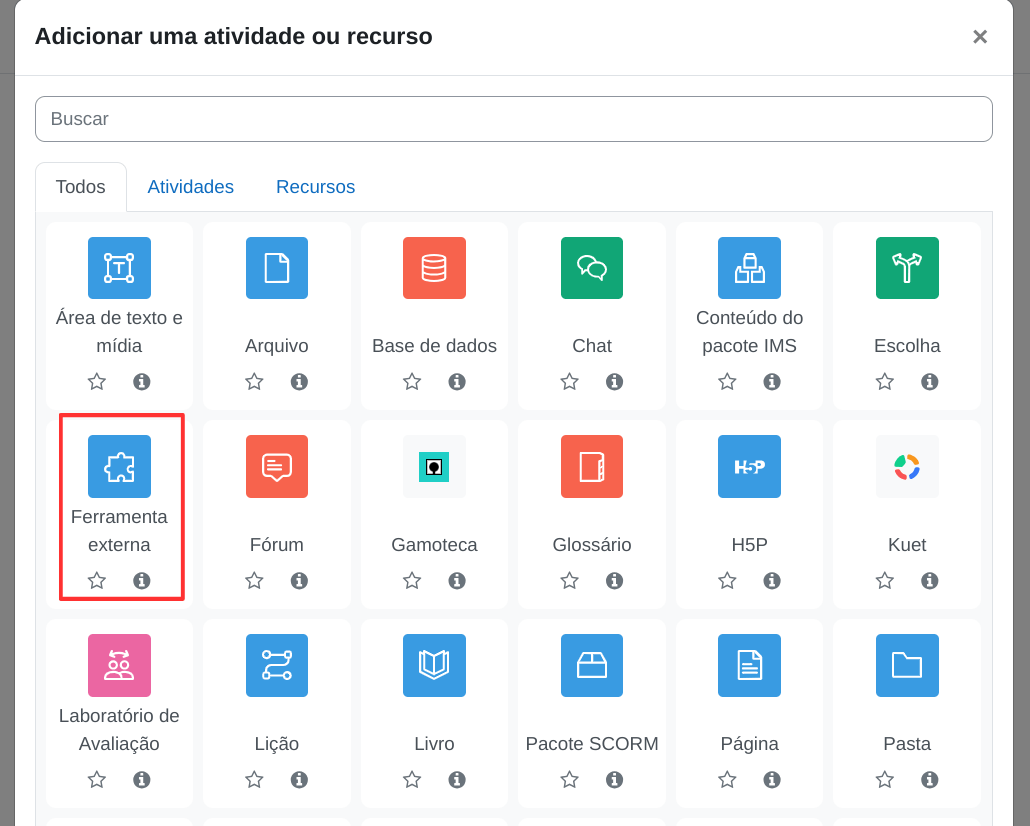 Adicionar uma atividade ou recurso
×
Buscar
Todos Atividades Recursos
Área de texto e
mídia
Arquivo
Base de dados
Chat
Conteúdo do
pacote IMS
Escolha
Ferramenta
externa
Fórum
Gamoteca
Glossário
H5P
H5P
Kuet
Laboratório de
Avaliação
Lição
Livro
Pacote SCORM
Página
Pasta